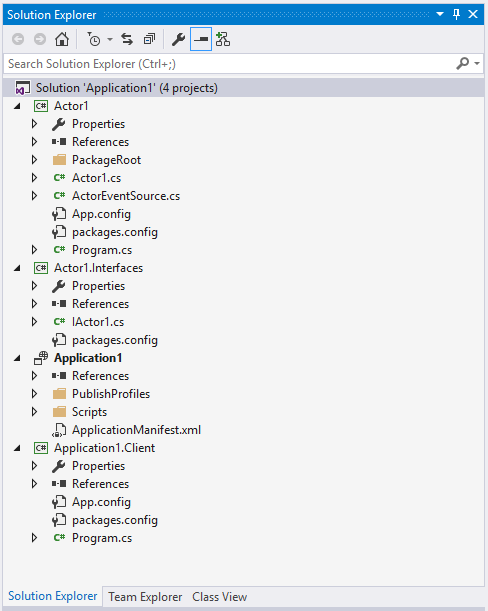 Solution Explorer
Search Solution Explorer (Ctrl+;)
Solution 'Application1' (4 projects)
C# Actor1
Properties
References
PackageRoot
C# Actor1.cs
C# ActorEventSource.cs
App.config
packages.config
C# Program.cs
C# Actor1.Interfaces
Properties
References
C# IActor1.cs
packages.config
Application1
References
PublishProfiles
Scripts
ApplicationManifest.xml
C# Application1.Client
Properties
References
App.config
packages.config
C# Program.cs
Solution Explorer Team Explorer Class View